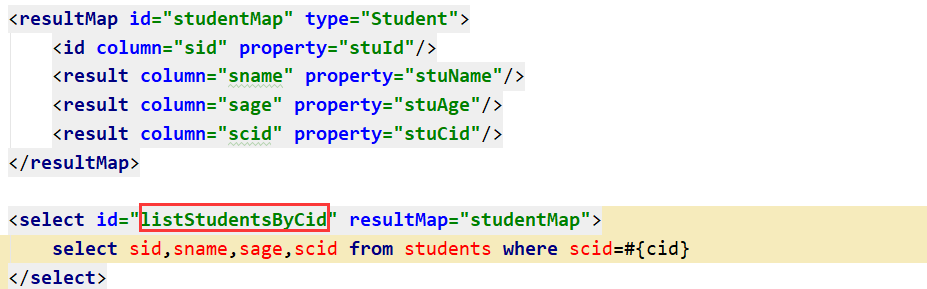 <resultMap id="studentMap" type="Student">
<id column="sid" property="stuId"/>
<result column="sname" property="stuName"/>
<result column="sage" property="stuAge"/>
<result column="scid" property="stuCid"/>
</resultMap>
<select id="listStudentsByCid" resultMap="studentMap">
select sid,sname,sage,scid from students where scid=#{cid}
</select>